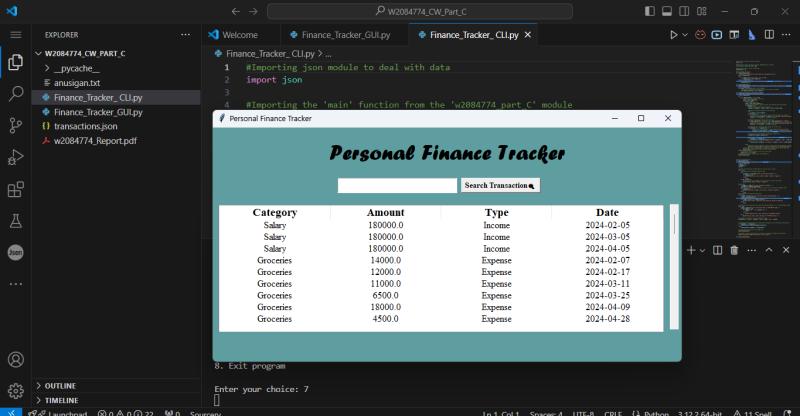 W2084774_CW_Part_C
EXPLORER
W2084774_CW_PART_C
__pycache__
anusigan.txt
Finance_Tracker_ CLI.py
Finance_Tracker_GUI.py
transactions.json
w2084774_Report.pdf
OUTLINE
TIMELINE
Json
Welcome
Finance_Tracker_GUI.py
Finance_Tracker_ CLI.py
Finance_Tracker_ CLI.py > ...
1 #Importing json module to deal with data
2 import json
3
4 #Importing the 'main' function from the 'w2084774_part_C' module
Personal Finance Tracker
Personal Finance Tracker
Search Transaction
Category Amount Type Date
Salary 180000.0 Income 2024-02-05
Salary 180000.0 Income 2024-03-05
Salary 180000.0 Income 2024-04-05
Groceries 14000.0 Expense 2024-02-07
Groceries 12000.0 Expense 2024-02-17
Groceries 11000.0 Expense 2024-03-11
Groceries 6500.0 Expense 2024-03-25
Groceries 18000.0 Expense 2024-04-09
Groceries 4500.0 Expense 2024-04-28
8. Exit program
Enter your choice: 7
Launchpad 0 0 22 0 Sourcery Ln 1, Col 1 Spaces: 4 UTF-8 CRLF Python 3.12.2 64-bit 11 Spell